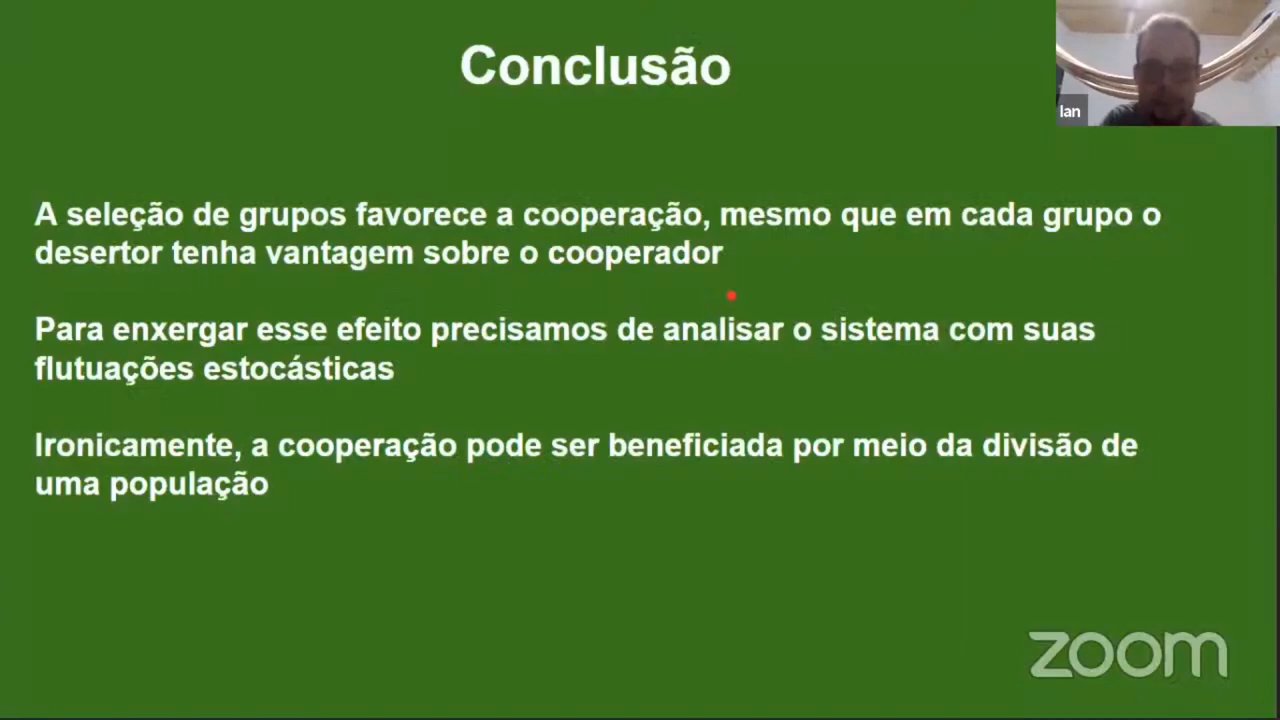 Conclusão
Ian
A seleção de grupos favorece a cooperação, mesmo que em cada grupo o
desertor tenha vantagem sobre o cooperador
Para enxergar esse efeito precisamos de analisar o sistema com suas
flutuações estocásticas
Ironicamente, a cooperação pode ser beneficiada por meio da divisão de
uma população
zoom